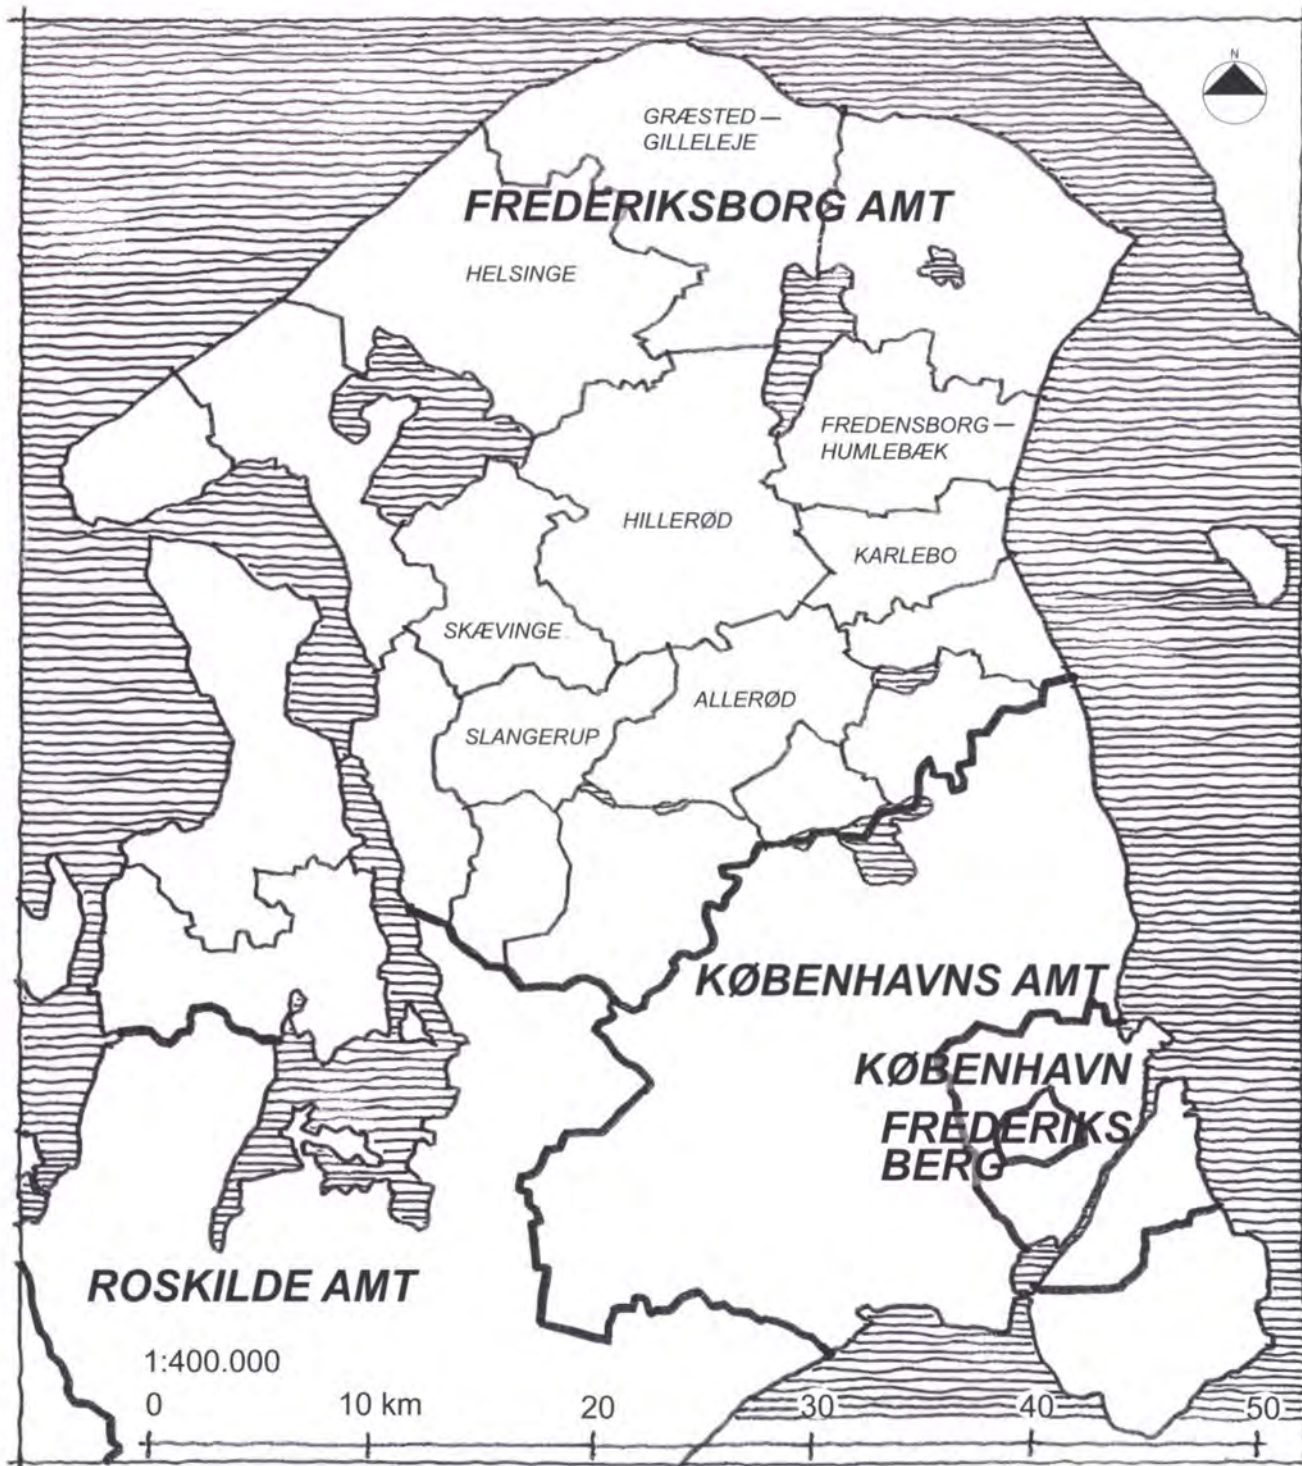 N
GRÆSTED —
GILLELEJE
FREDERIKSBORG AMT
HELSINGE
FREDENSBORG —
HUMLEBÆK
HILLERØD
KARLEBO
SKÆVINGE
ALLERØD
SLANGERUP
KØBENHAVNS AMT
KØBENHAVN
FREDERIKS
BERG
ROSKILDE AMT
1:400.000
0 10 km 20 30 40 50